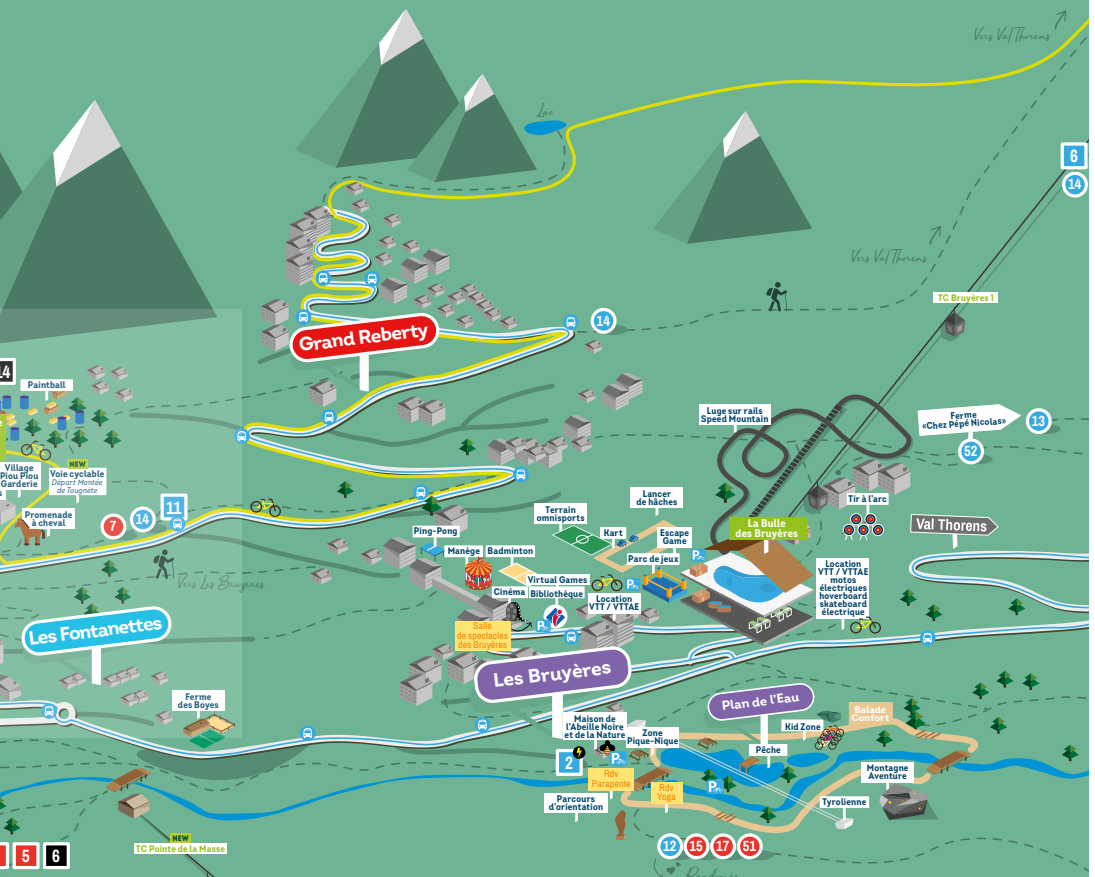 Vers Val Thorens
Lac
6
14
Vers Val Thorens
TC Bruyères 1
14
Grand Reberty
14
Paintball
Luge sur rails
Speed Mountain
Ferme
«Chez Pépé Nicolas»
13
52
Village
Piou Piou
Garderie
NEW
Voie cyclable
Départ Montée
de Tougnète
Promenade
à cheval
7
14
11
Vers Les Bruyères
Lancer
de hâches
Terrain
omnisports
Kart
Escape
Game
Parc de jeux
Ping-Pong
Manège
Badminton
Virtual Games
Cinéma
Bibliothèque
Location
VTT / VTTAE
Salle
de spectacles
des Bruyères
La Bulle
des Bruyères
Tir à l'arc
Val Thorens
Location
VTT / VTTAE
motos
électriques
hoverboard
skateboard
électrique
Les Fontanettes
Les Bruyères
Ferme
des Boyes
Plan de l'Eau
Maison de
l'Abeille Noire
et de la Nature
Zone
Pique-Nique
Kid Zone
Balade
Confort
Pêche
2
Rdv
Parapente
Rdv
Yoga
Montagne
Aventure
Parcours
d'orientation
Tyrolienne
12
15
17
51
NEW
TC Pointe de la Masse
5
6